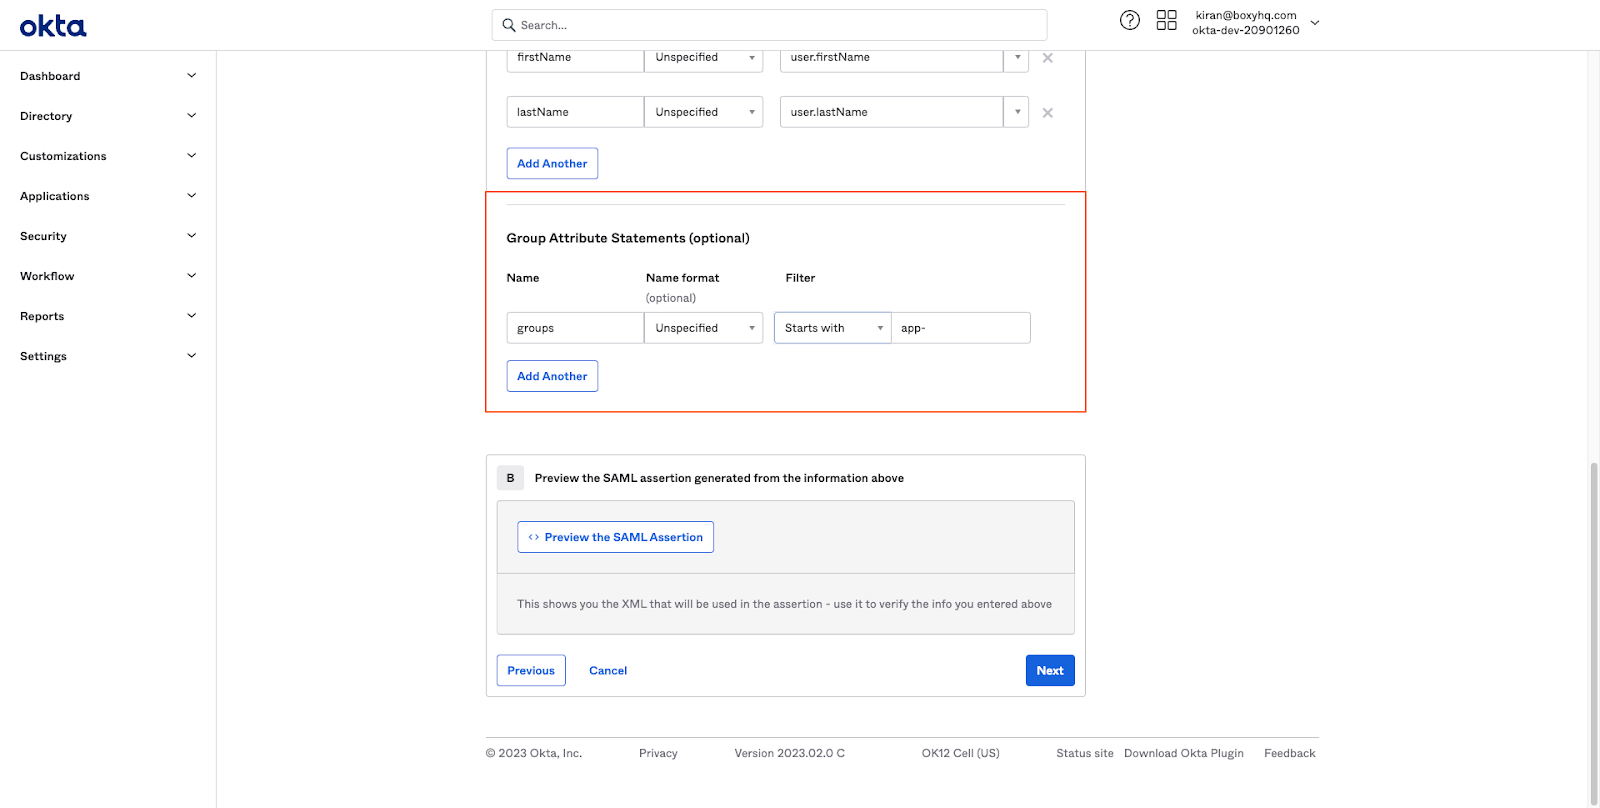 okta
Search...
kiran@boxyhq.com
okta-dev-20901260
Dashboard
Directory
Customizations
Applications
Security
Workflow
Reports
Settings
firstName Unspecified user.firstName
lastName Unspecified user.lastName
Add Another
Group Attribute Statements (optional)
Name Name format Filter
(optional)
groups Unspecified Starts with app-
Add Another
B Preview the SAML assertion generated from the information above
<> Preview the SAML Assertion
This shows you the XML that will be used in the assertion - use it to verify the info you entered above
Previous Cancel Next
© 2023 Okta, Inc. Privacy Version 2023.02.0 C OK12 Cell (US) Status site Download Okta Plugin Feedback